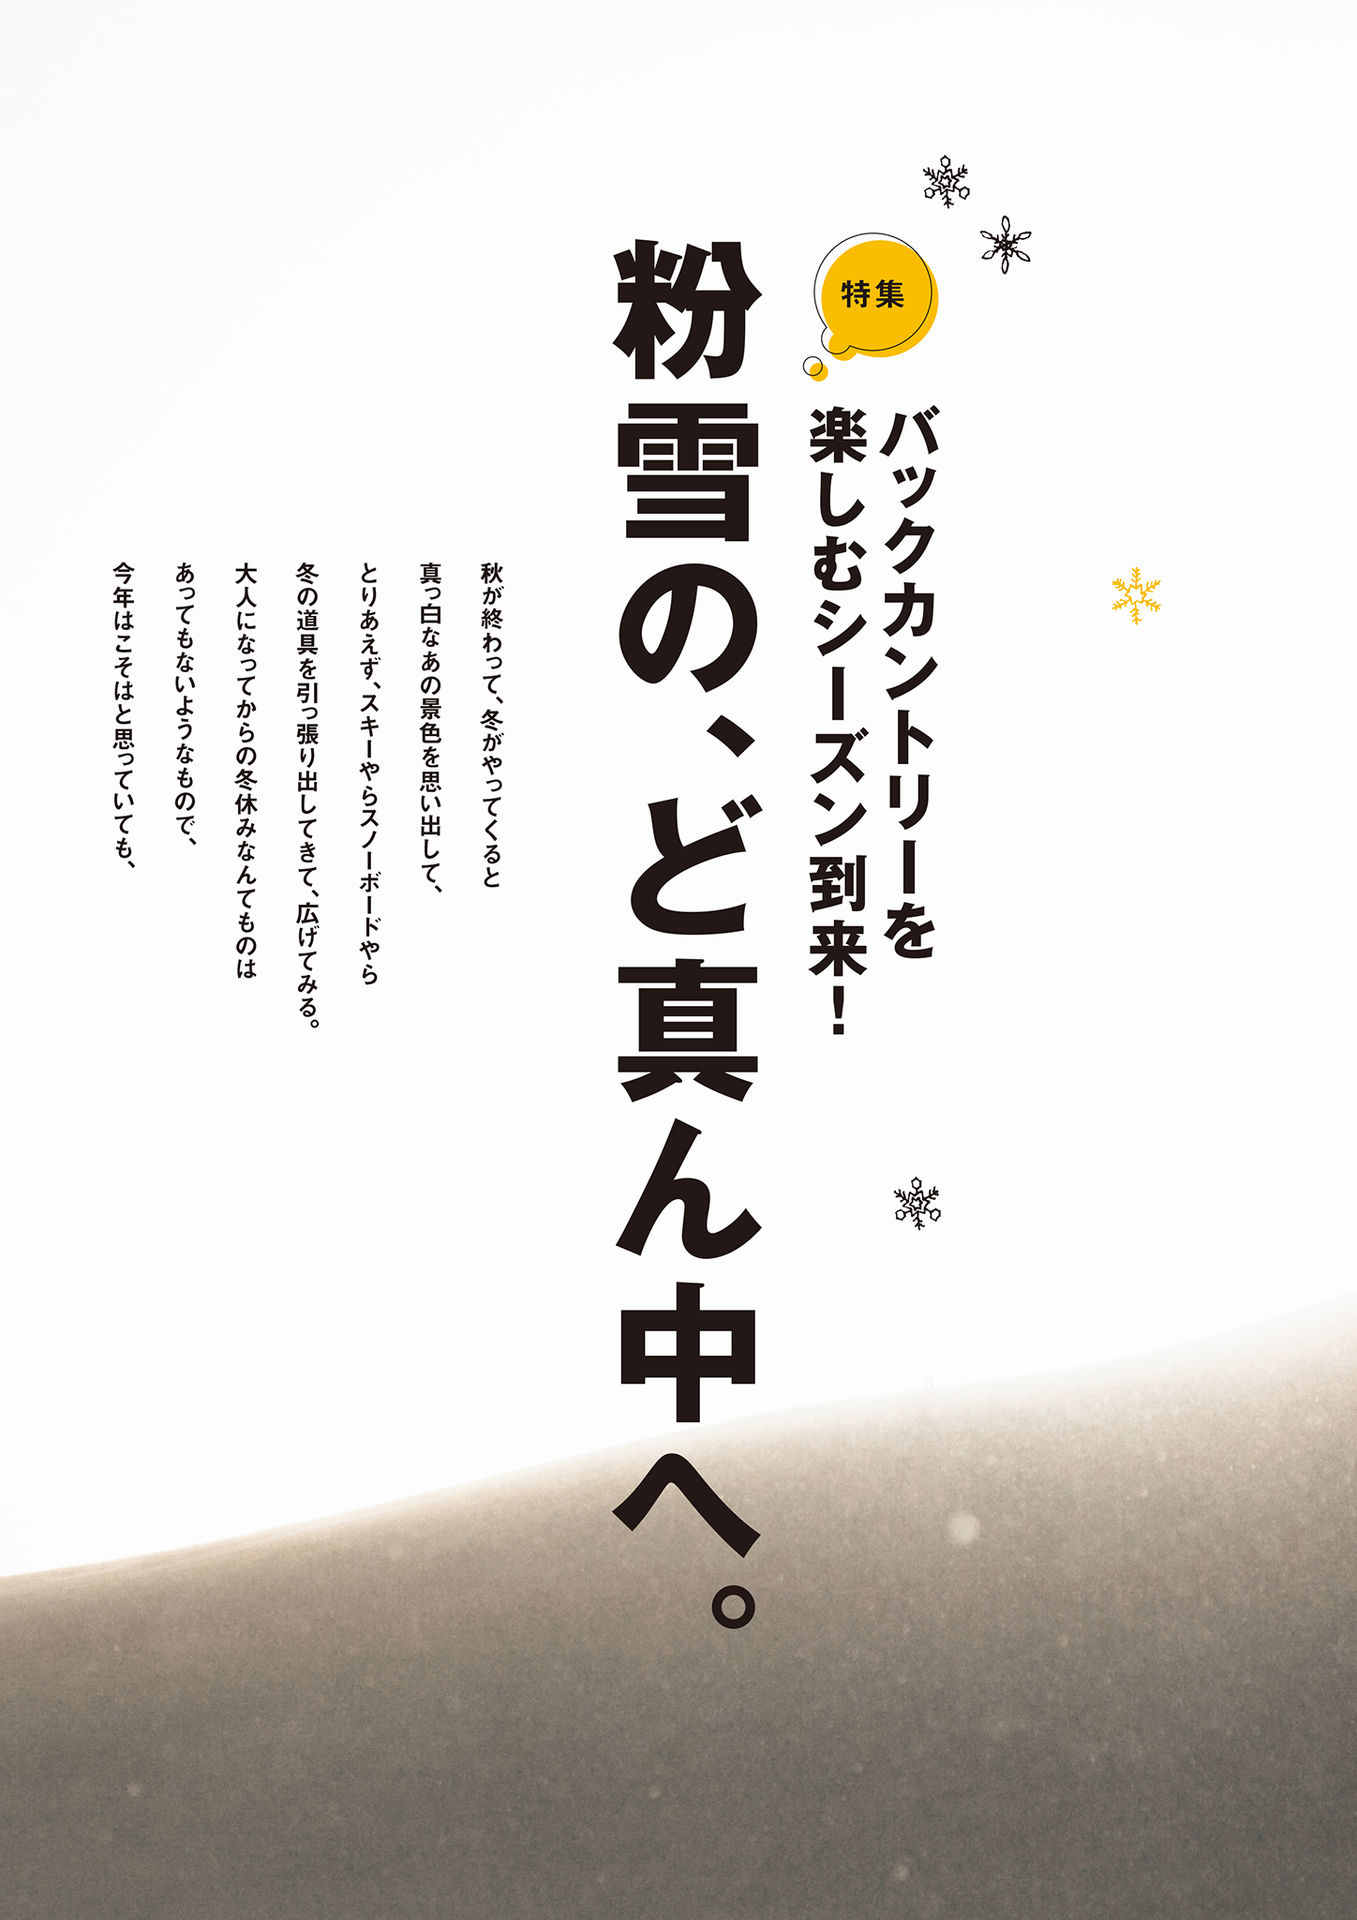 特集
バックカントリーを
楽しむシーズン到来!
粉雪の、ど真ん中へ。
秋が終わって、冬がやってくると
真っ白なあの景色を思い出して、
とりあえず、スキーやらスノーボードやら
冬の道具を引っ張り出してきて、広げてみる。
大人になってからの冬休みなんてものは
あってもないようなもので、
今年はこそはと思っていても、